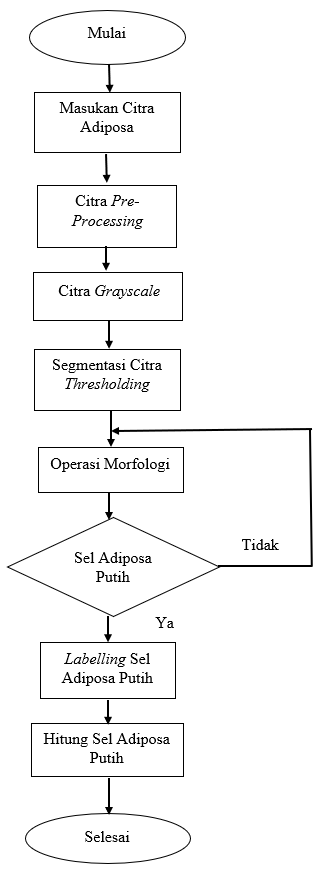 Mulai
Masukan Citra
Adiposa
Citra Pre-
Processing
Citra Grayscale
Segmentasi Citra
Thresholding
Operasi Morfologi
Sel Adiposa
Putih
Tidak
Ya
Labelling Sel
Adiposa Putih
Hitung Sel Adiposa
Putih
Selesai